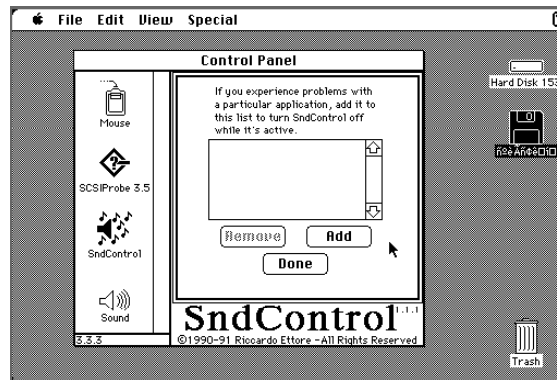 File Edit View Special
Control Panel
Hard Disk 153
If you experience problems with
a particular application, add it to
this list to turn SndControl off
while it's active.
Mouse
SCSIProbe 3.5
Remove Add
SndControl
Done
Sound
SndControl 1.1.1
3.3.3
©1990-91 Riccardo Ettore - All Rights Reserved
Trash